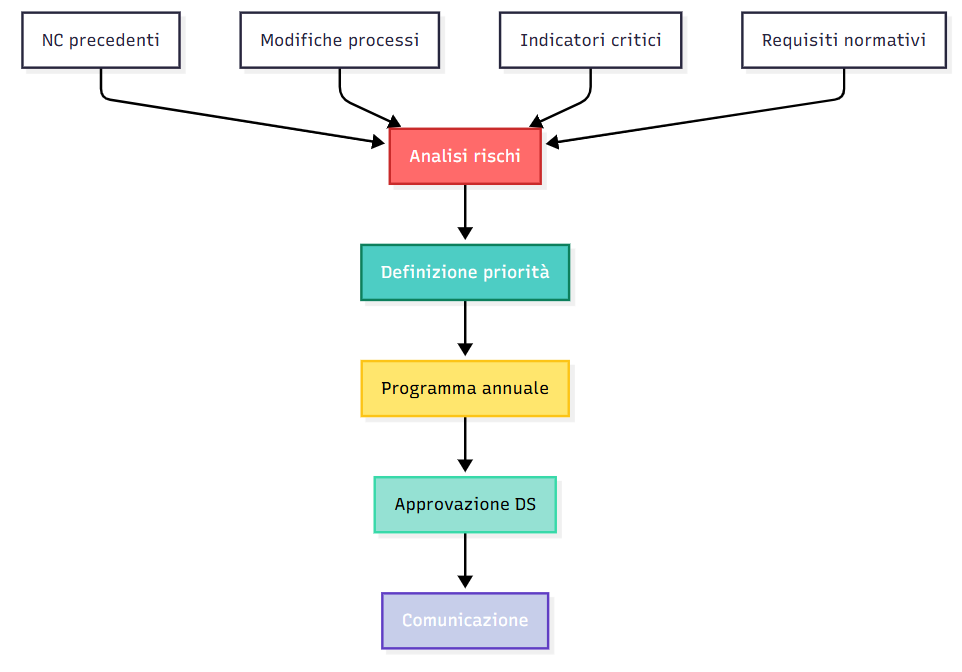 NC precedenti
Modifiche processi
Indicatori critici
Requisiti normativi
Analisi rischi
Definizione priorità
Programma annuale
Approvazione DS
Comunicazione